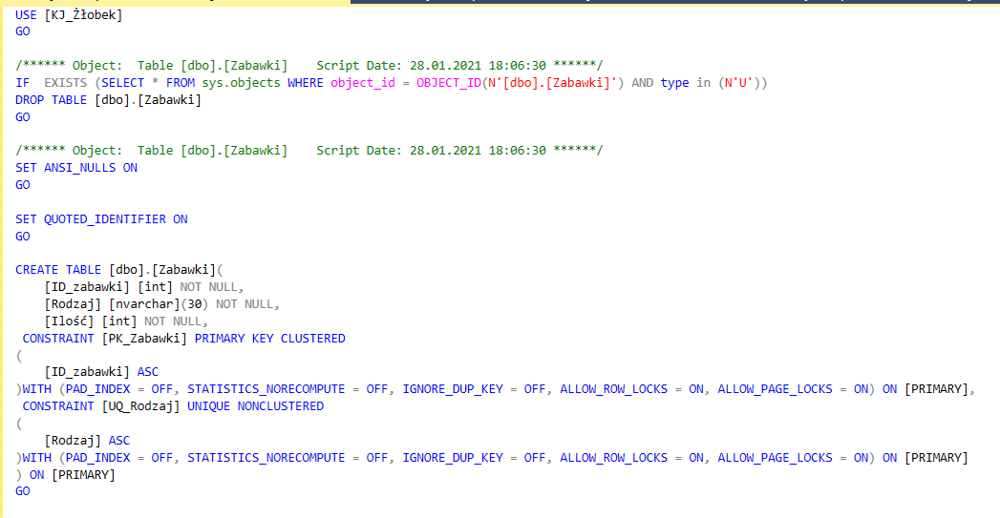 USE [KJ_Żłobek]
GO
/****** Object:  Table [dbo].[Zabawki]    Script Date: 28.01.2021 18:06:30 ******/
IF  EXISTS (SELECT * FROM sys.objects WHERE object_id = OBJECT_ID(N'[dbo].[Zabawki]') AND type in (N'U'))
DROP TABLE [dbo].[Zabawki]
GO
/****** Object:  Table [dbo].[Zabawki]    Script Date: 28.01.2021 18:06:30 ******/
SET ANSI_NULLS ON
GO
SET QUOTED_IDENTIFIER ON
GO
CREATE TABLE [dbo].[Zabawki](
    [ID_zabawki] [int] NOT NULL,
    [Rodzaj] [nvarchar](30) NOT NULL,
    [Ilość] [int] NOT NULL,
 CONSTRAINT [PK_Zabawki] PRIMARY KEY CLUSTERED
(
    [ID_zabawki] ASC
)WITH (PAD_INDEX = OFF, STATISTICS_NORECOMPUTE = OFF, IGNORE_DUP_KEY = OFF, ALLOW_ROW_LOCKS = ON, ALLOW_PAGE_LOCKS = ON) ON [PRIMARY],
 CONSTRAINT [UQ_Rodzaj] UNIQUE NONCLUSTERED
(
    [Rodzaj] ASC
)WITH (PAD_INDEX = OFF, STATISTICS_NORECOMPUTE = OFF, IGNORE_DUP_KEY = OFF, ALLOW_ROW_LOCKS = ON, ALLOW_PAGE_LOCKS = ON) ON [PRIMARY]
) ON [PRIMARY]
GO